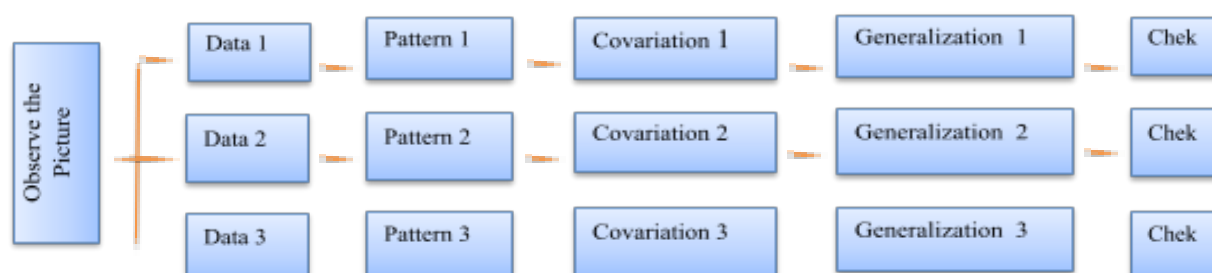 Observe the
Picture
Data 1
Pattern 1
Covariation 1
Generalization 1
Chek
Data 2
Pattern 2
Covariation 2
Generalization 2
Chek
Data 3
Pattern 3
Covariation 3
Generalization 3
Chek